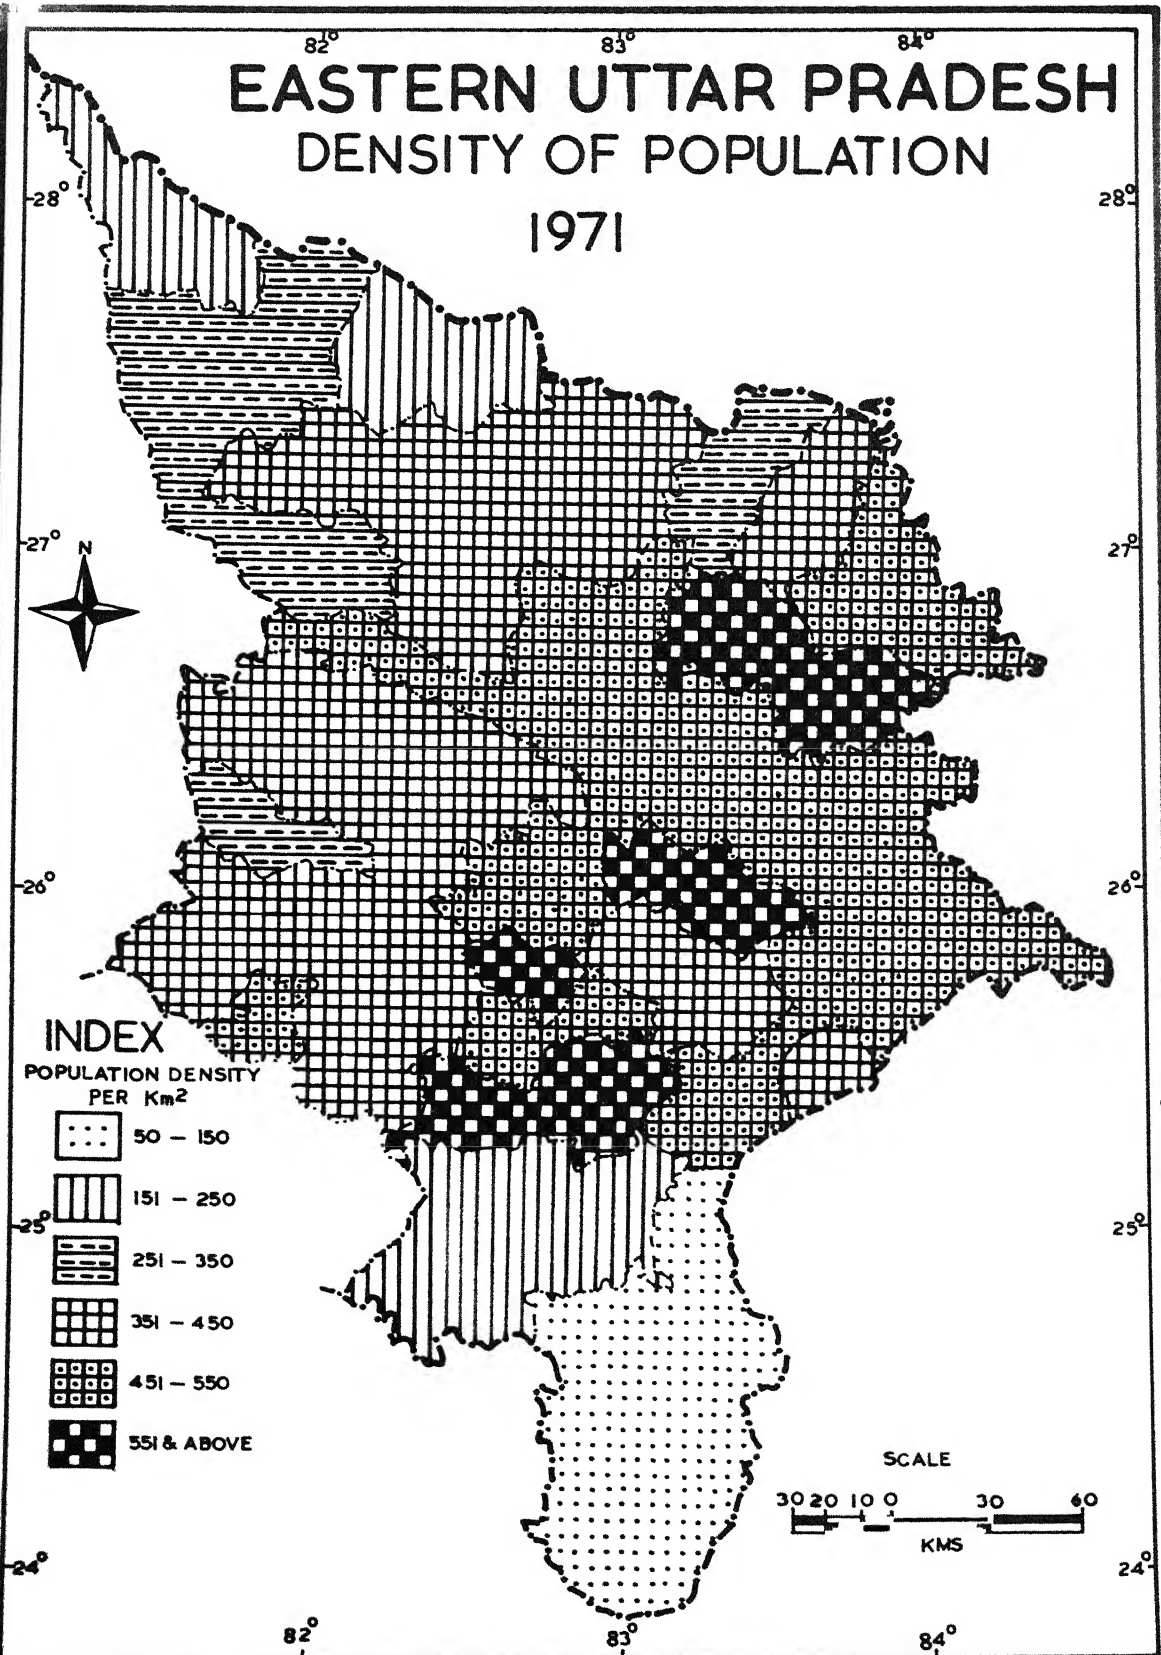 82° 83° 84°
EASTERN UTTAR PRADESH
DENSITY OF POPULATION
1971
28° 28°
27° 27°
N
26° 26°
INDEX
POPULATION DENSITY
PER Km2
50 – 150
151 – 250
25° 25°
251 – 350
351 – 450
451 – 550
551 & ABOVE
SCALE
30 20 10 0 30 60
KMS
24° 24°
82° 83° 84°